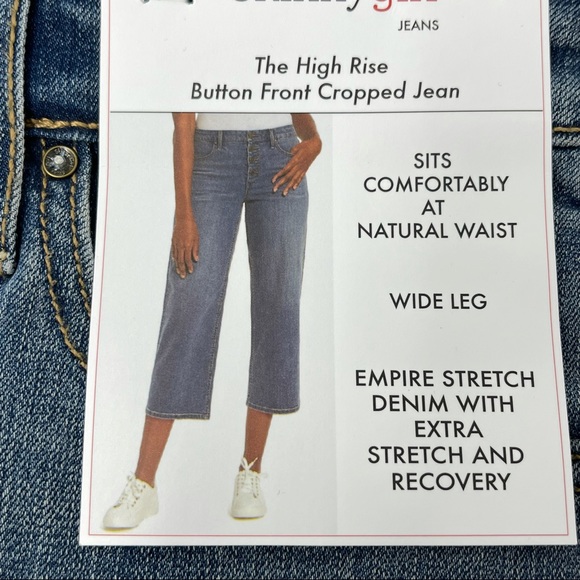 JEANS
The High Rise
Button Front Cropped Jean
SITS
COMFORTABLY
AT
NATURAL WAIST
WIDE LEG
EMPIRE STRETCH
DENIM WITH
EXTRA
STRETCH AND
RECOVERY